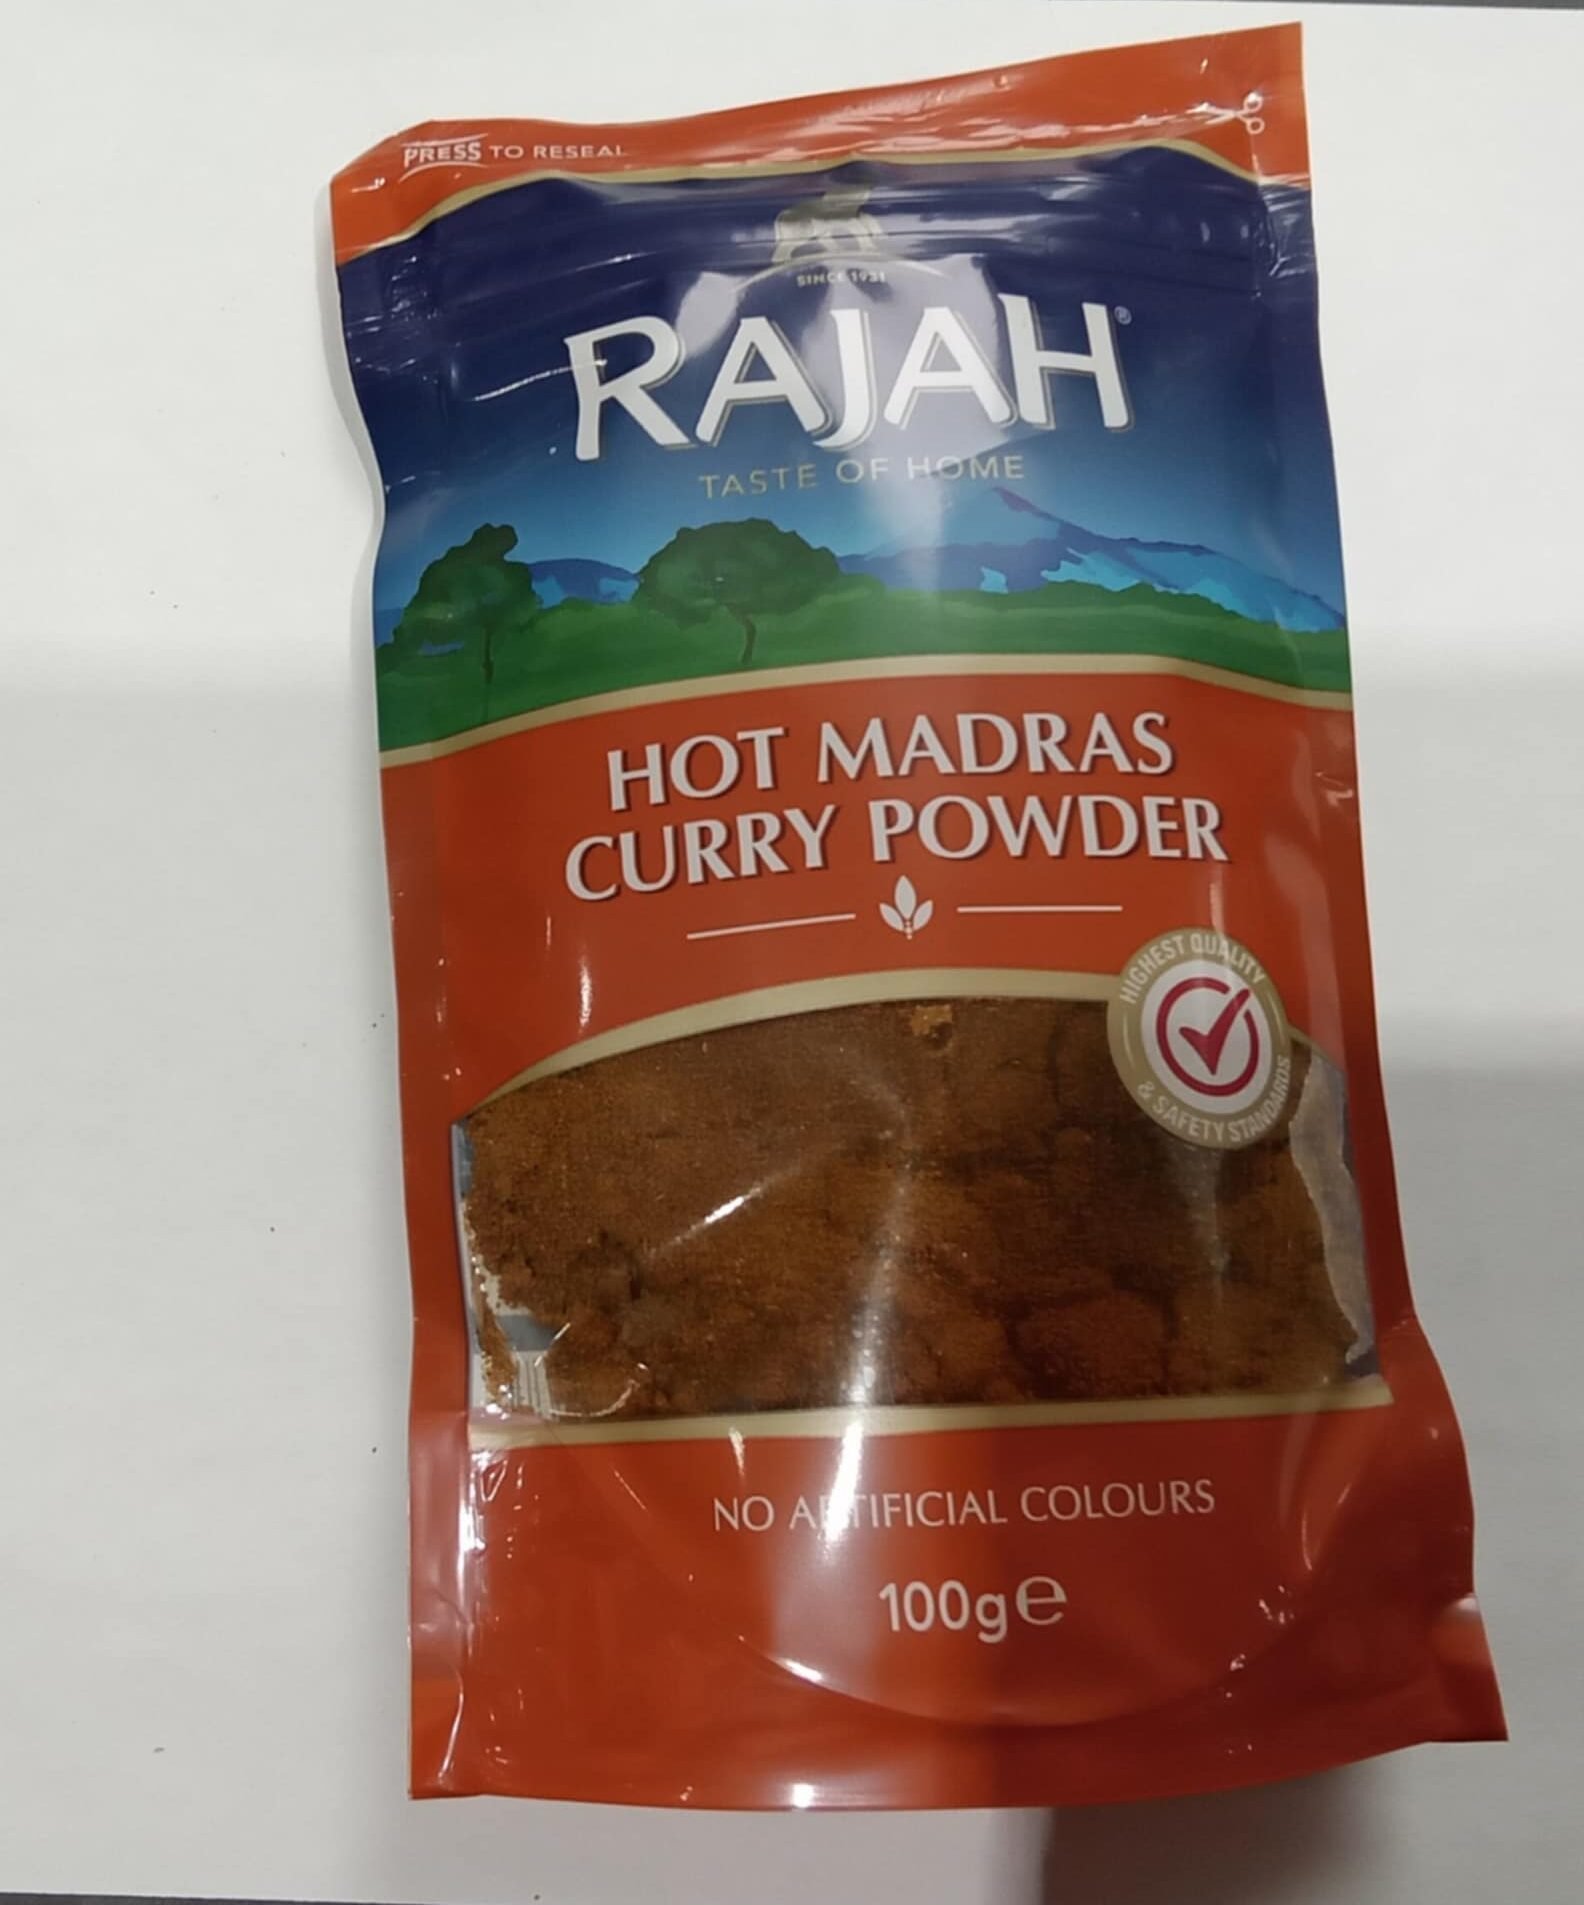 PRESS TO RESEAL
SINCE 1931
RAJAH®
TASTE OF HOME
HOT MADRAS
CURRY POWDER
HIGHEST QUALITY
& SAFETY STANDARDS
NO ARTIFICIAL COLOURS
100g℮